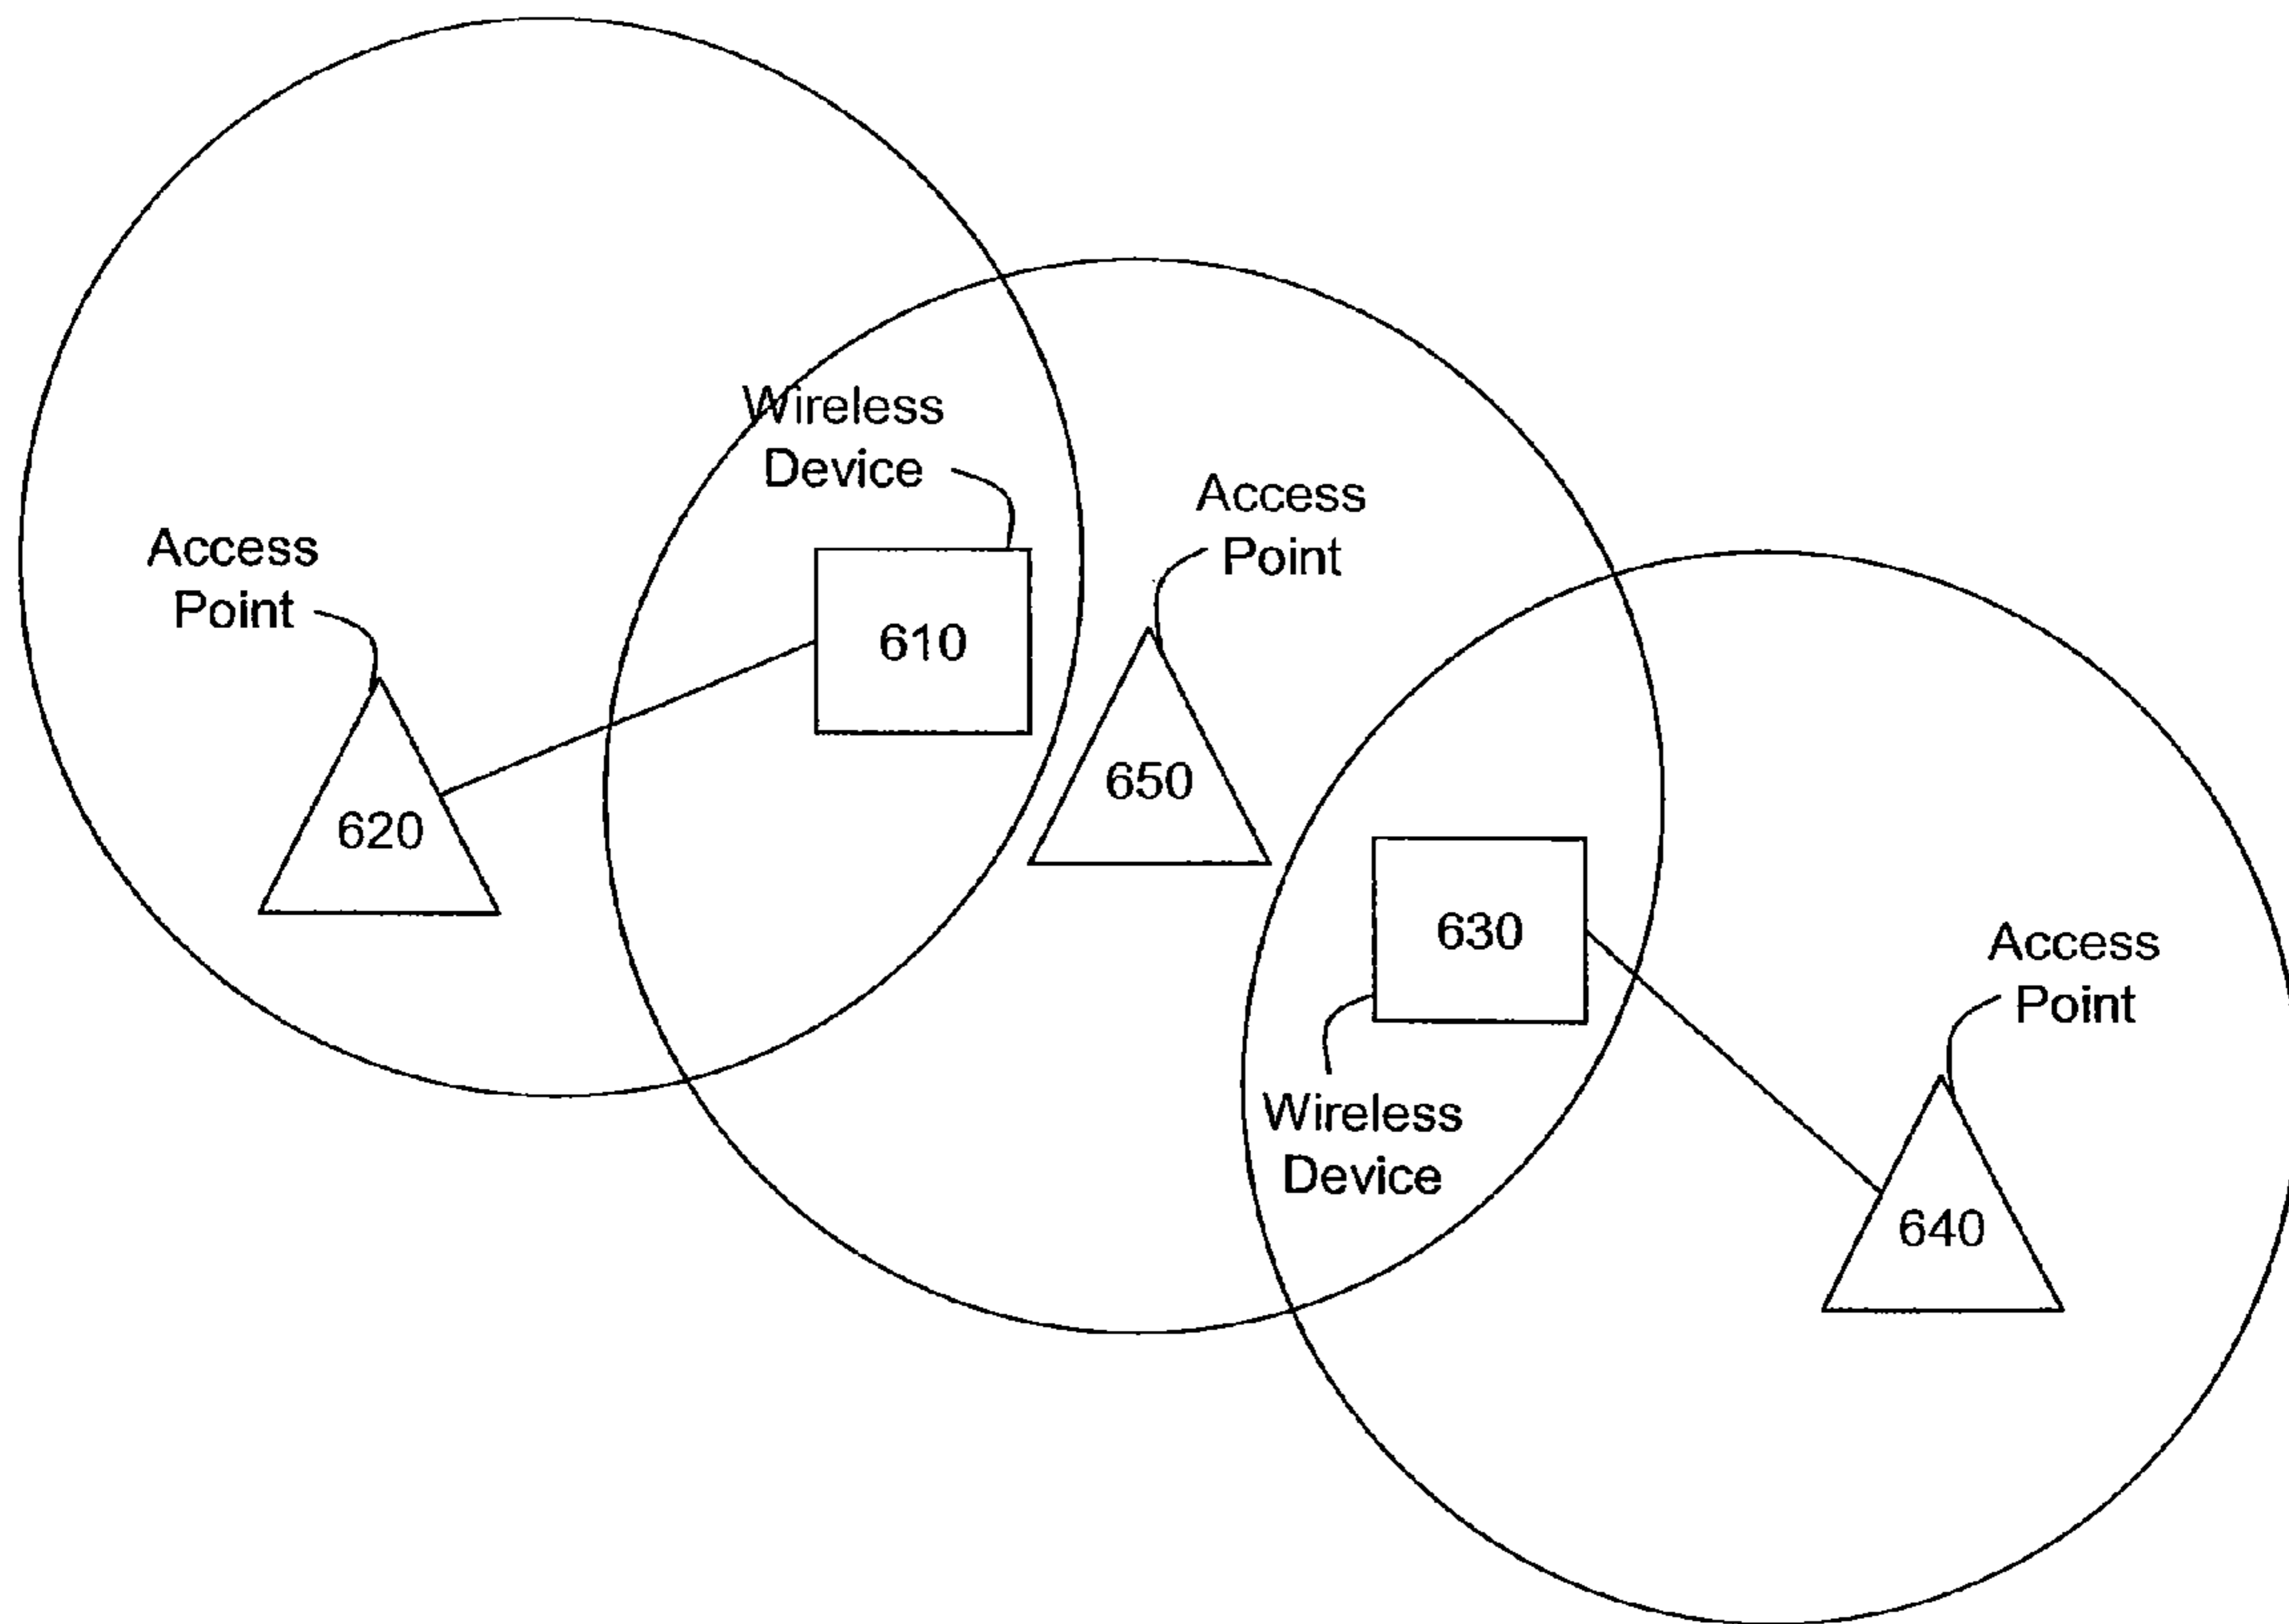 Wireless
Device
610
Access
Point
620
Access
Point
650
630
Wireless
Device
Access
Point
640